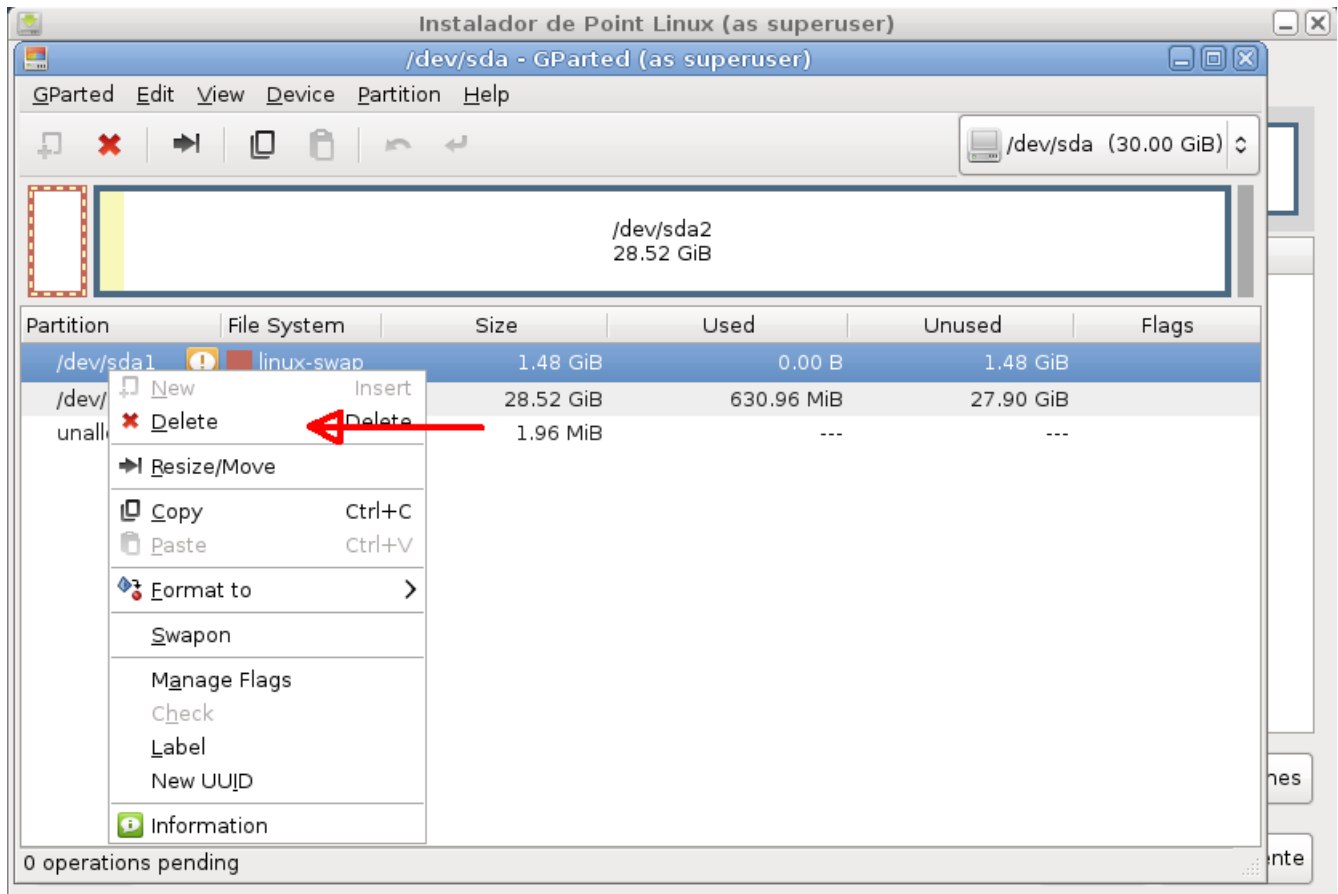 Instalador de Point Linux (as superuser)
/dev/sda - GParted (as superuser)
GParted Edit View Device Partition Help
/dev/sda (30.00 GiB)
/dev/sda2
28.52 GiB
Partition File System Size Used Unused Flags
/dev/sda1 linux-swap 1.48 GiB 0.00 B 1.48 GiB
/dev/ 28.52 GiB 630.96 MiB 27.90 GiB
unall 1.96 MiB --- ---
New Insert
Delete Delete
Resize/Move
Copy Ctrl+C
Paste Ctrl+V
Format to
Swapon
Manage Flags
Check
Label
New UUID
Information
nes
0 operations pending
ente